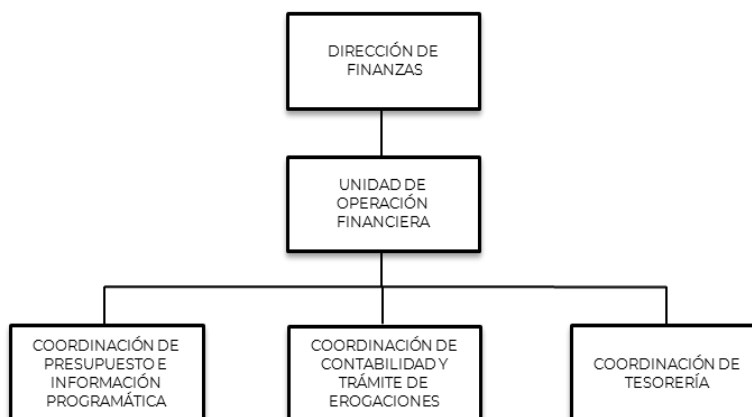 DIRECCIÓN DE
FINANZAS
UNIDAD DE
OPERACIÓN
FINANCIERA
COORDINACIÓN DE
PRESUPUESTO E
INFORMACIÓN
PROGRAMÁTICA
COORDINACIÓN DE
CONTABILIDAD Y
TRÁMITE DE
EROGACIONES
COORDINACIÓN DE
TESORERÍA